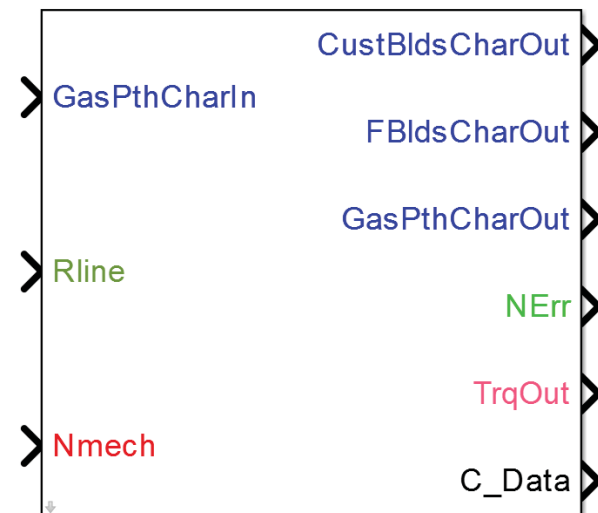 CustBldsCharOut
GasPthCharIn
FBldsCharOut
GasPthCharOut
Rline
NErr
TrqOut
Nmech
C_Data